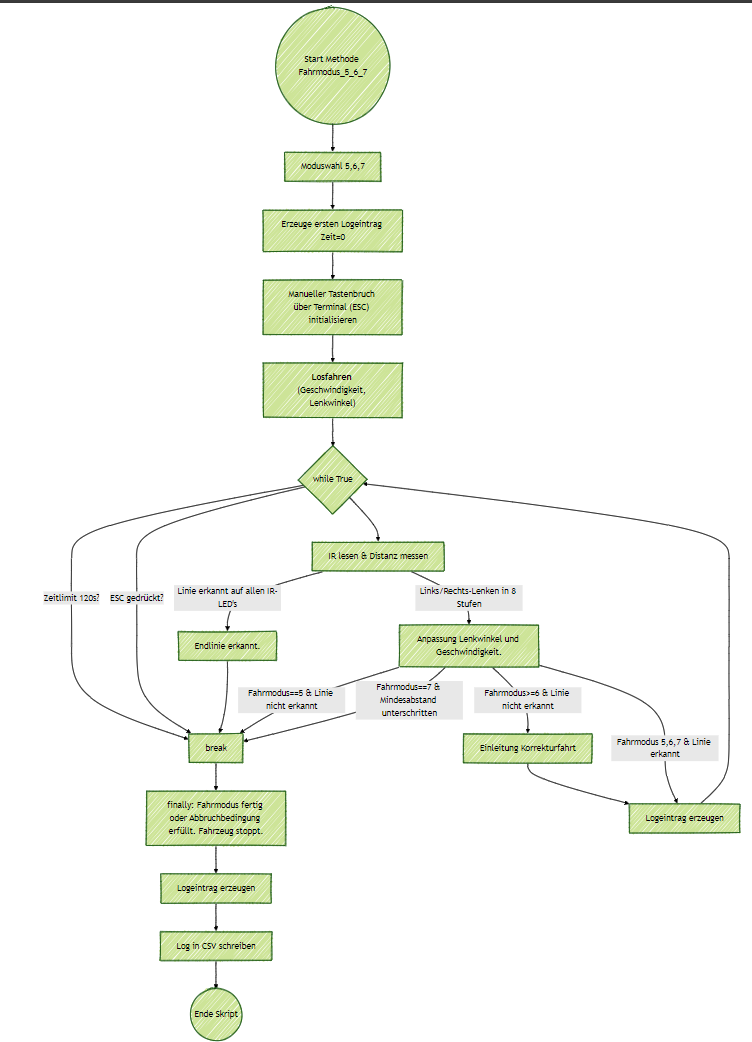 Start Methode
Fahrmodus_5_6_7
Moduswahl 5,6,7
Erzeuge ersten Logeintrag
Zeit=0
Manueller Tastenbruch
über Terminal (ESC)
initialisieren
Losfahren
(Geschwindigkeit,
Lenkwinkel)
while True
IR lesen & Distanz messen
Zeitlimit 120s?
ESC gedrückt?
Linie erkannt auf allen IR-
LED's
Links/Rechts-Lenken in 8
Stufen
Endlinie erkannt.
Anpassung Lenkwinkel und
Geschwindigkeit.
Fahrmodus==5 & Linie
nicht erkannt
Fahrmodus==7 &
Mindesabstand
unterschritten
Fahrmodus>=6 & Linie
nicht erkannt
Fahrmodus 5,6,7 & Linie
erkannt
break
Einleitung Korrekturfahrt
Logeintrag erzeugen
finally: Fahrmodus fertig
oder Abbruchbedingung
erfüllt. Fahrzeug stoppt.
Logeintrag erzeugen
Log in CSV schreiben
Ende Skript